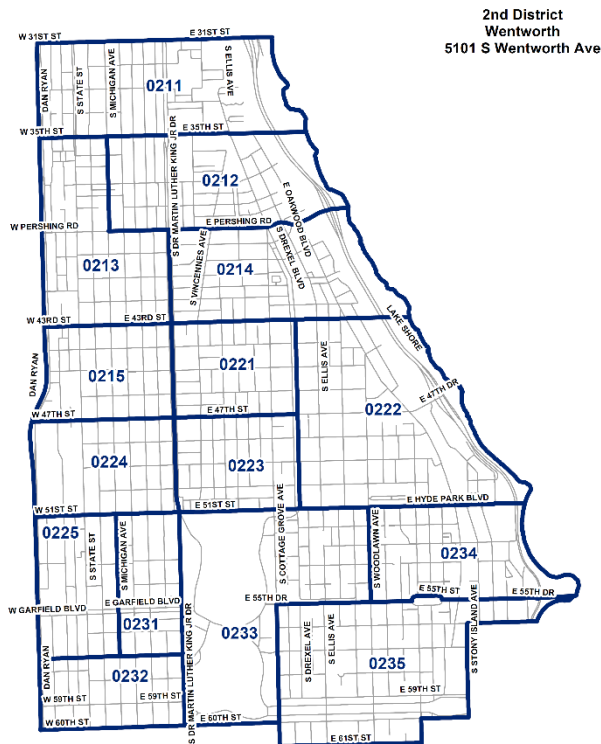 2nd District
Wentworth
5101 S Wentworth Ave
W 31ST ST
E 31ST ST
DAN RYAN
S STATE ST
S MICHIGAN AVE
S ELLIS AVE
0211
W 35TH ST
E 35TH ST
0212
S DR MARTIN LUTHER KING JR DR
E OAKWOOD BLVD
W PERSHING RD
E PERSHING RD
S VINCENNES AVE
S DREXEL BLVD
0213
0214
W 43RD ST
E 43RD ST
LAKE SHORE
DAN RYAN
0215
0221
S ELLIS AVE
0222
E 47TH DR
W 47TH ST
E 47TH ST
0224
0223
S COTTAGE GROVE AVE
E HYDE PARK BLVD
W 51ST ST
E 51ST ST
0225
S STATE ST
S MICHIGAN AVE
S WOODLAWN AVE
0234
W GARFIELD BLVD
E GARFIELD BLVD
E 55TH DR
E 55TH ST
E 55TH DR
0231
0233
S DREXEL AVE
S ELLIS AVE
S STONY ISLAND AVE
DAN RYAN
0232
S DR MARTIN LUTHER KING JR DR
0235
W 59TH ST
E 59TH ST
E 59TH ST
W 60TH ST
E 60TH ST
E 61ST ST